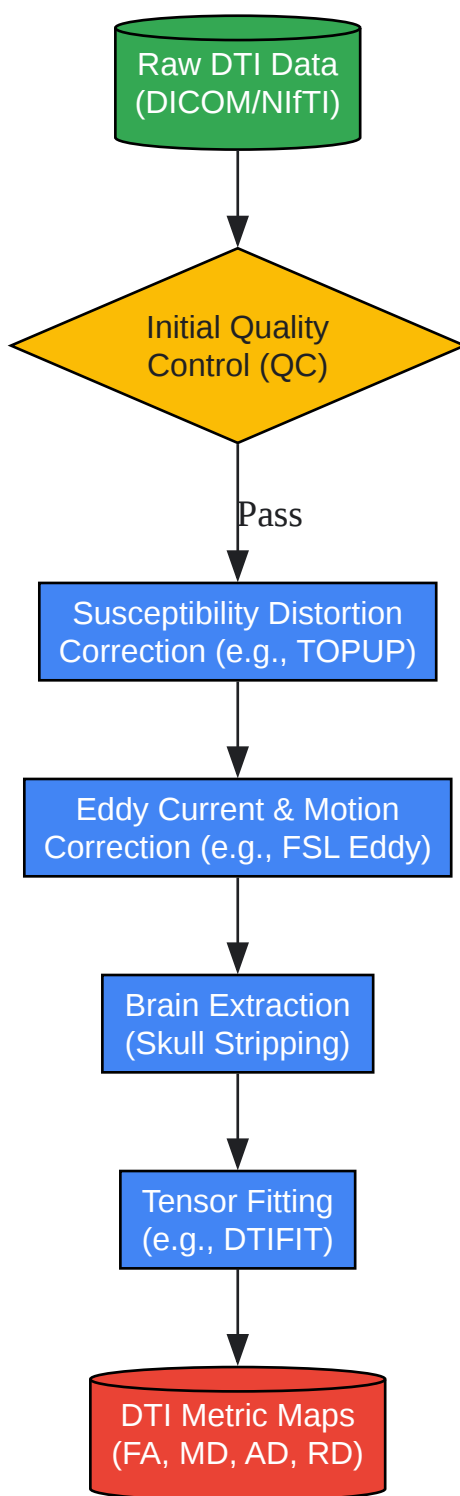 Raw DTI Data
(DICOM/NIfTI)
Initial Quality
Control (QC)
Pass
Susceptibility Distortion
Correction (e.g., TOPUP)
Eddy Current & Motion
Correction (e.g., FSL Eddy)
Brain Extraction
(Skull Stripping)
Tensor Fitting
(e.g., DTIFIT)
DTI Metric Maps
(FA, MD, AD, RD)